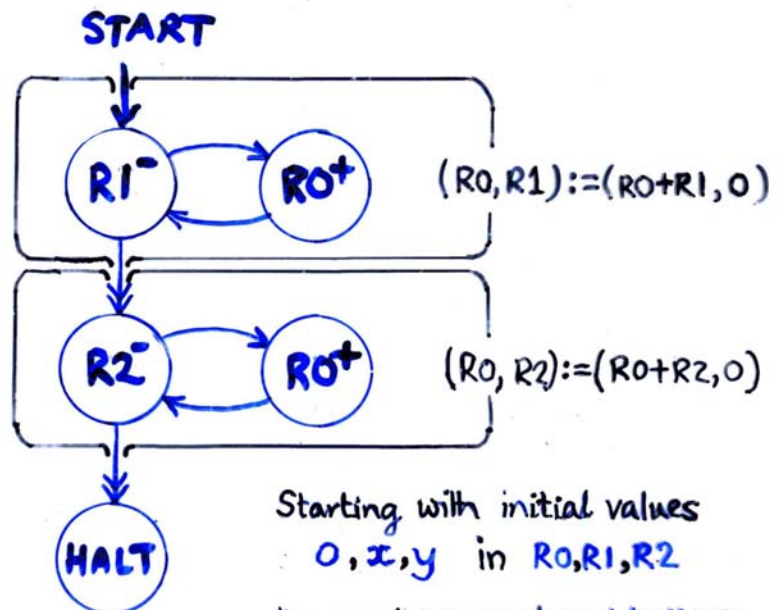 START
R1⁻ R0⁺ (R0,R1):=(R0+R1,0)
R2⁻ R0⁺ (R0,R2):=(R0+R2,0)
HALT
Starting with initial values
0,x,y in R0,R1,R2